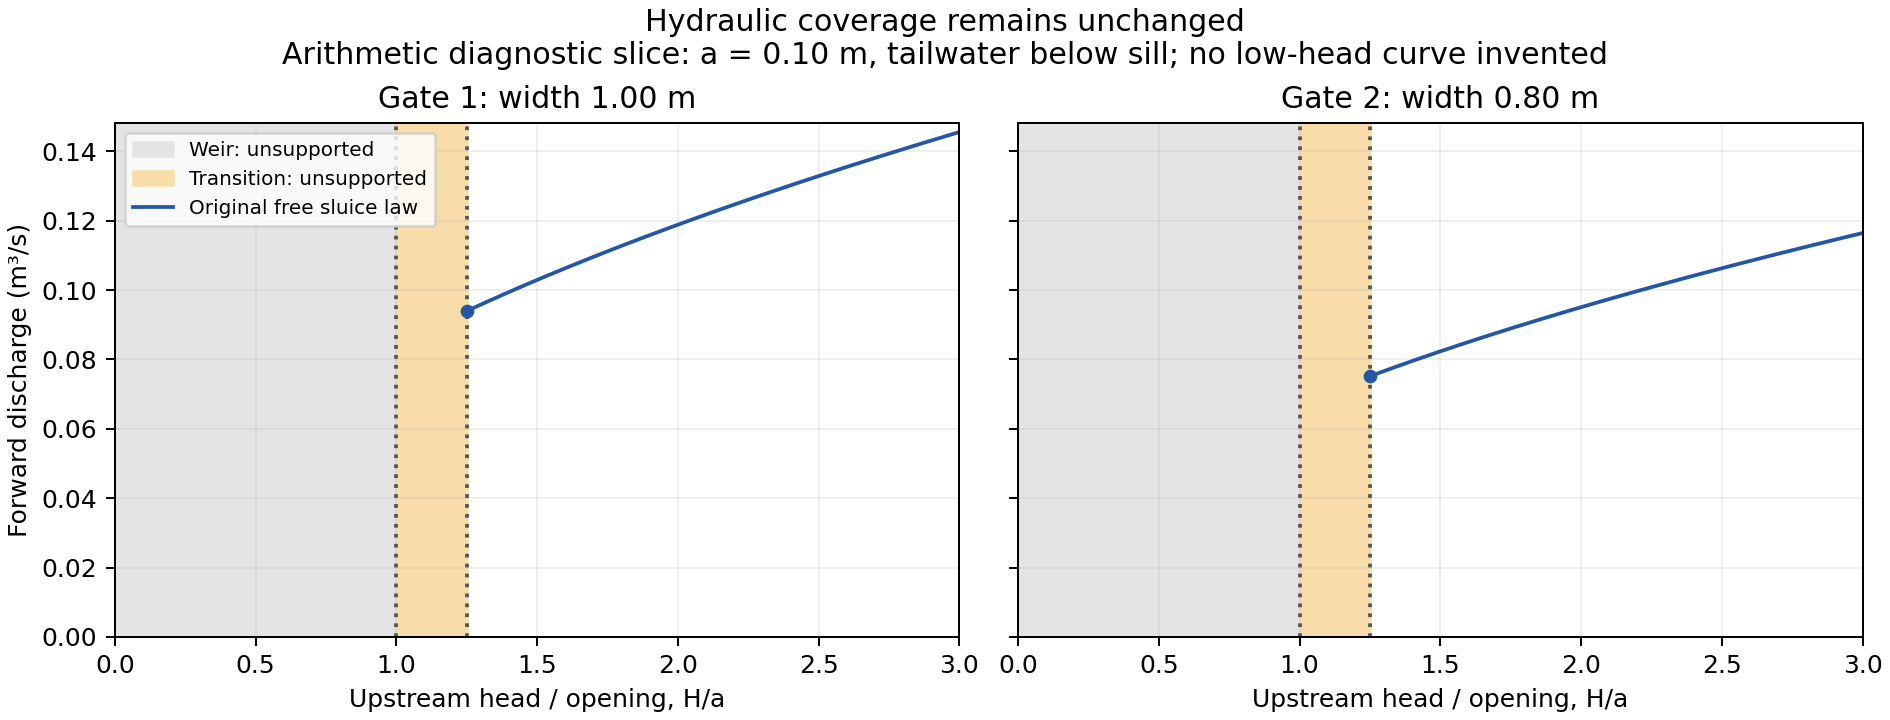 Hydraulic coverage remains unchanged
Arithmetic diagnostic slice: a = 0.10 m, tailwater below sill; no low-head curve invented
Gate 1: width 1.00 m
Weir: unsupported
Transition: unsupported
Original free sluice law
Forward discharge (m³/s)
0.14
0.12
0.10
0.08
0.06
0.04
0.02
0.00
0.0 0.5 1.0 1.5 2.0 2.5 3.0
Upstream head / opening, H/a
Gate 2: width 0.80 m
0.0 0.5 1.0 1.5 2.0 2.5 3.0
Upstream head / opening, H/a